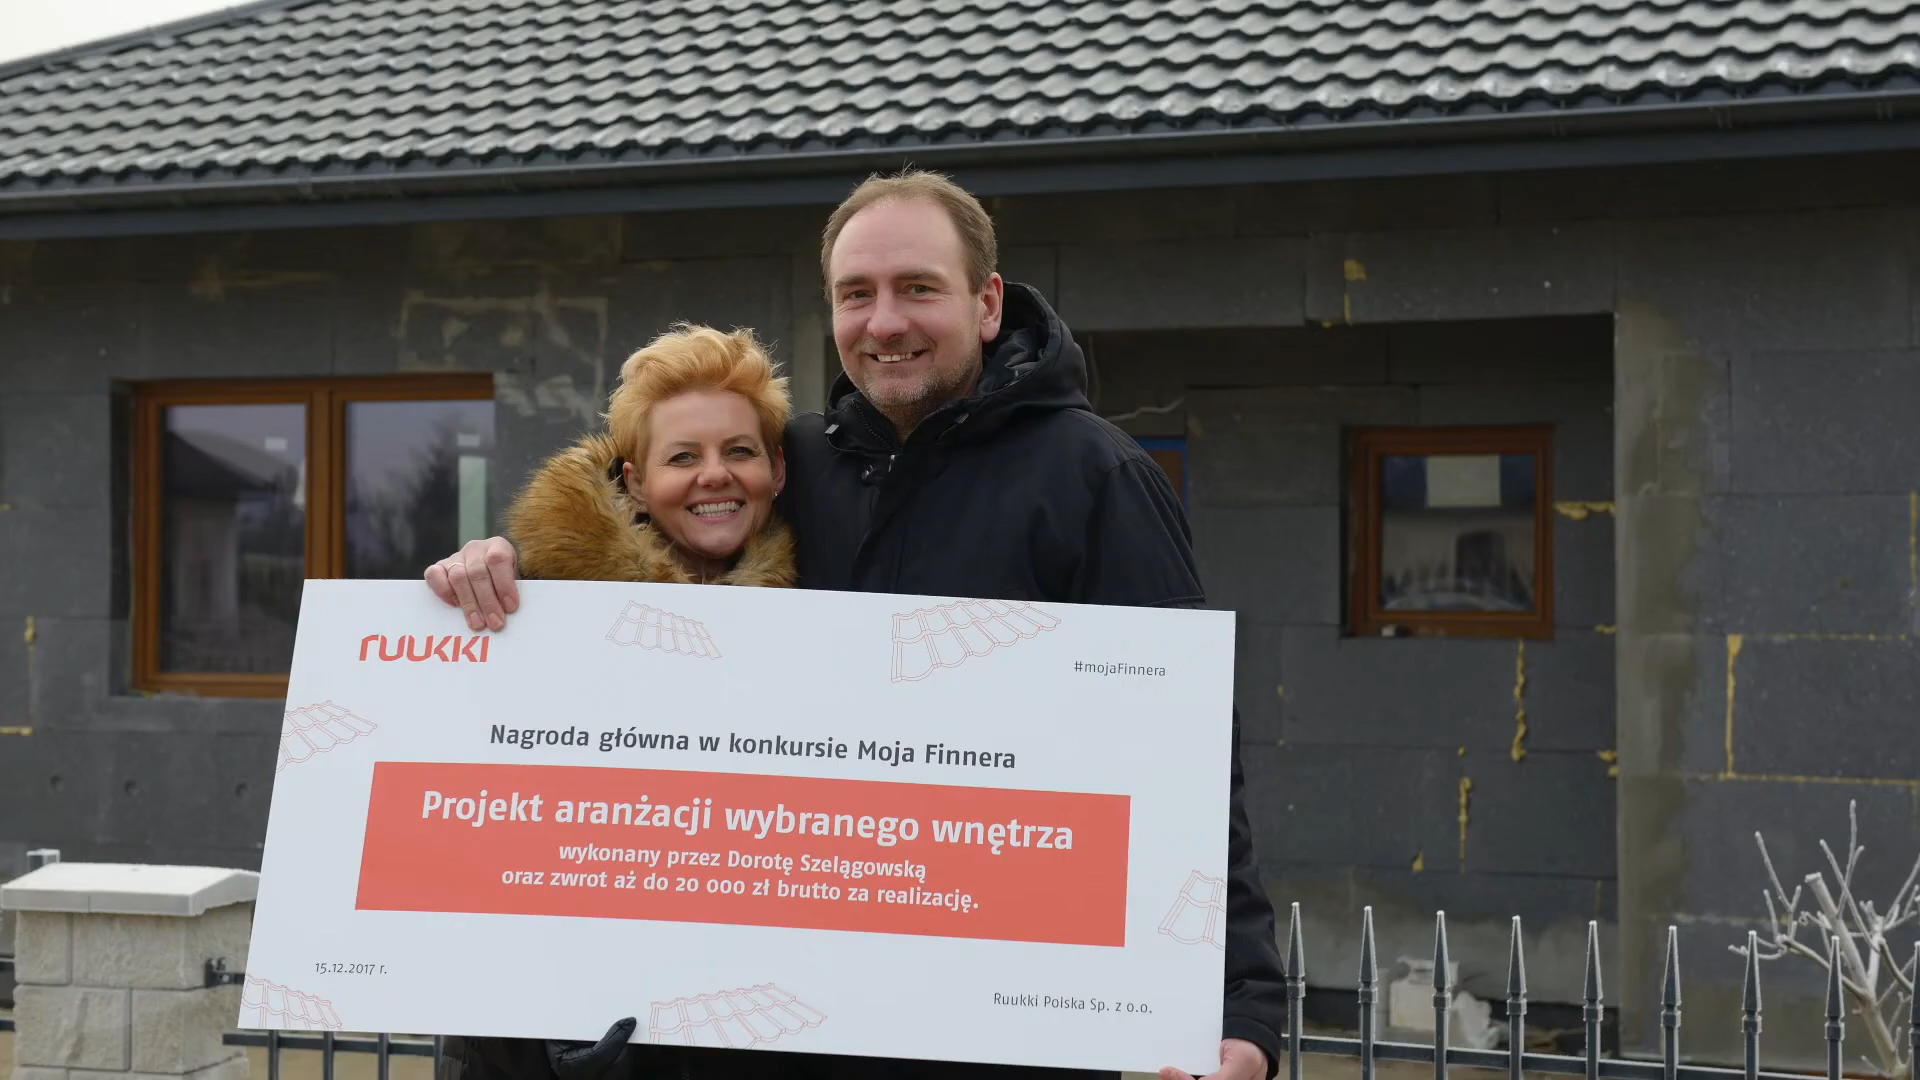 ruukki
#mojaFinnera
Nagroda główna w konkursie Moja Finnera
Projekt aranżacji wybranego wnętrza
wykonany przez Dorotę Szelągowską
oraz zwrot aż do 20 000 zł brutto za realizację.
15.12.2017 r.
Ruukki Polska Sp. z o.o.